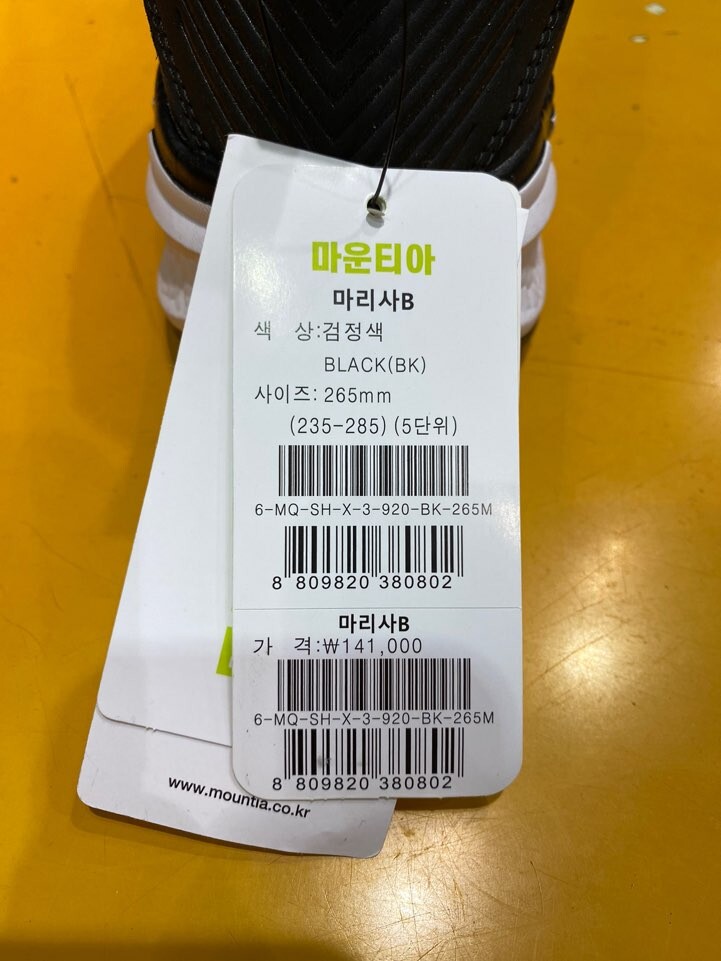 마운티아
마리사B
색 상:검정색
BLACK(BK)
사이즈: 265mm
(235-285) (5단위)
6-MQ-SH-X-3-920-BK-265M
8 809820 380802
마리사B
가 격:₩141,000
6-MQ-SH-X-3-920-BK-265M
8 809820 380802
www.mountia.co.kr